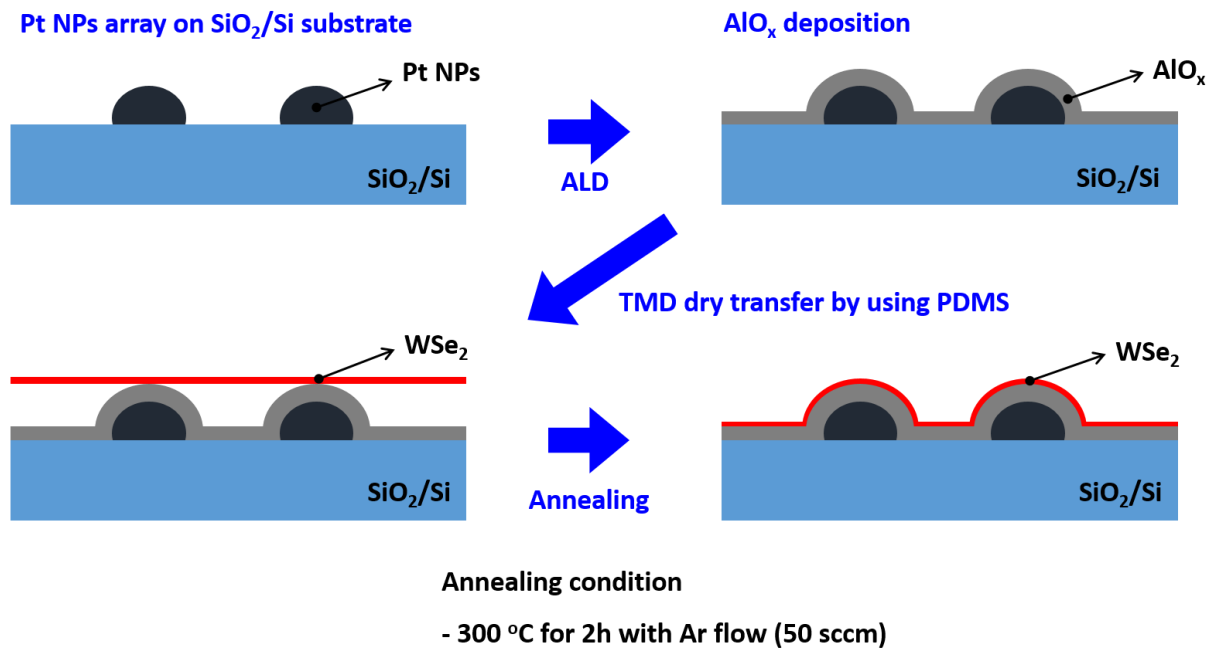 Pt NPs array on SiO₂/Si substrate
AlOₓ deposition
Pt NPs
AlOₓ
SiO₂/Si
ALD
SiO₂/Si
TMD dry transfer by using PDMS
WSe₂
WSe₂
SiO₂/Si
Annealing
SiO₂/Si
Annealing condition
- 300 ᵒC for 2h with Ar flow (50 sccm)